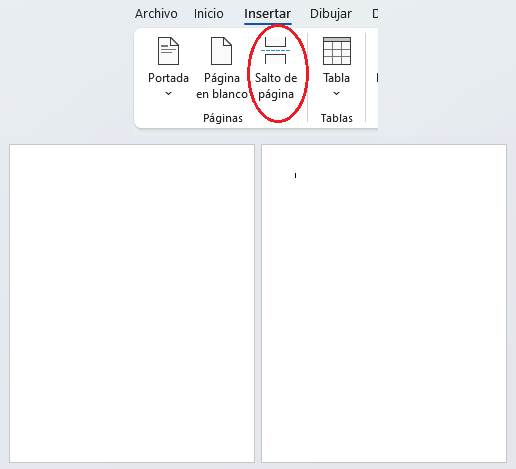 Archivo Inicio Insertar Dibujar
Portada Página Salto de Tabla
en blanco página
Páginas Tablas